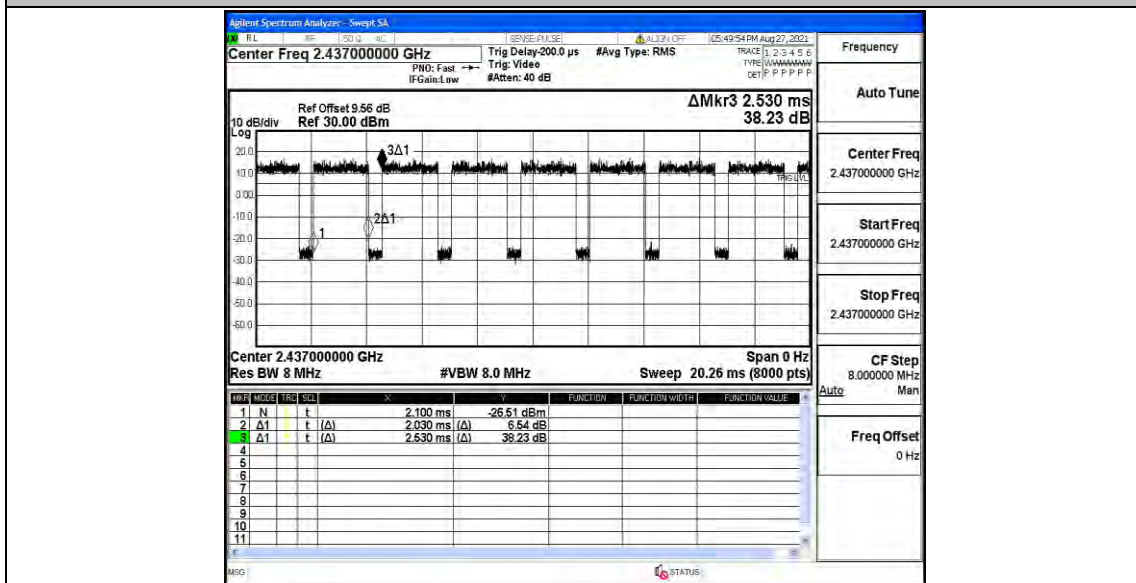 Agilent Spectrum Analyzer - Swept SA
RL RF 50 Ω AC SENSE:PULSE ALIGN OFF 05:49:54 PM Aug 27, 2021
Center Freq 2.437000000 GHz
PNO: Fast
IFGain:Low
Trig Delay-200.0 µs
Trig: Video
#Atten: 40 dB
#Avg Type: RMS
TRACE 1 2 3 4 5 6
TYPE WWWWWW
DET P P P P P P
ΔMkr3 2.530 ms
38.23 dB
Ref Offset 9.56 dB
10 dB/div Ref 30.00 dBm
Log
20.0
10.0
0.00
-10.0
-20.0
-30.0
-40.0
-50.0
-60.0
3Δ1
TRIG LVL
2Δ1
1
Center 2.437000000 GHz Span 0 Hz
Res BW 8 MHz #VBW 8.0 MHz Sweep 20.26 ms (8000 pts)
MKR MODE TRC SCL X Y FUNCTION FUNCTION WIDTH FUNCTION VALUE
1 N t 2.100 ms -26.51 dBm
2 Δ1 t (Δ) 2.030 ms (Δ) 6.54 dB
3 Δ1 t (Δ) 2.530 ms (Δ) 38.23 dB
4
5
6
7
8
9
10
11
MSG STATUS
Frequency
Auto Tune
Center Freq
2.437000000 GHz
Start Freq
2.437000000 GHz
Stop Freq
2.437000000 GHz
CF Step
8.000000 MHz
Auto Man
Freq Offset
0 Hz